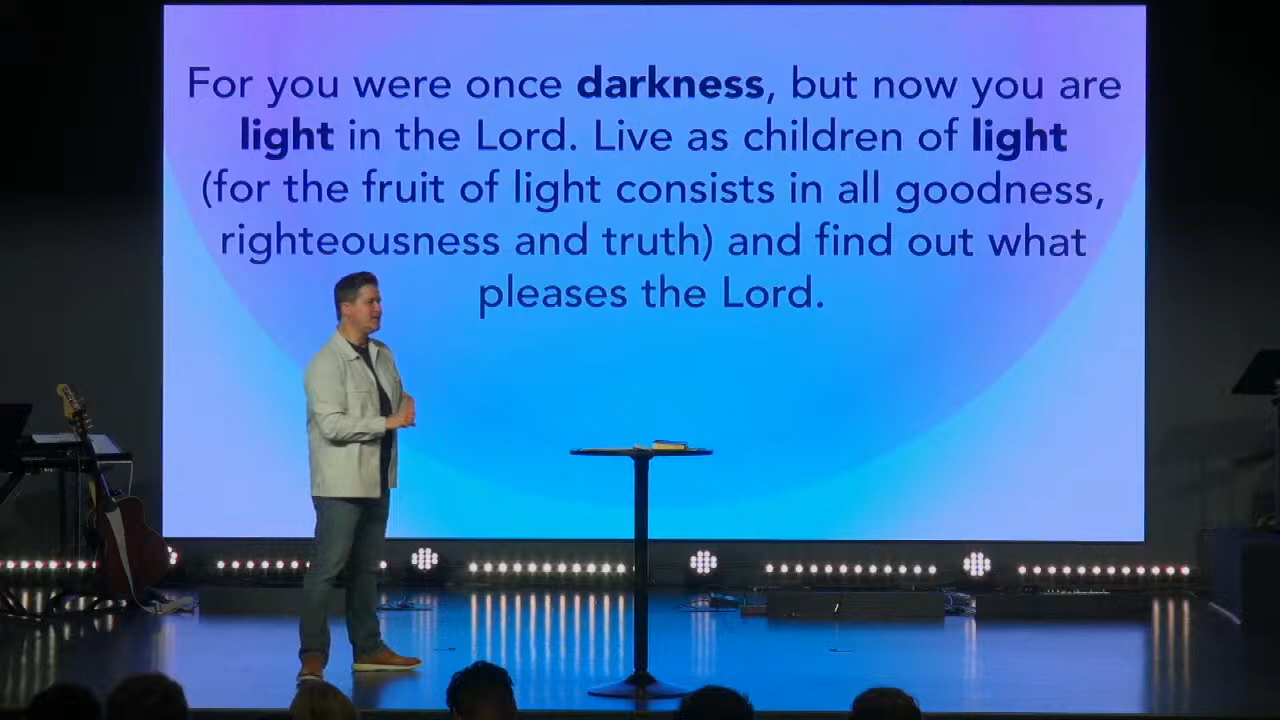 For you were once darkness, but now you are
light in the Lord. Live as children of light
(for the fruit of light consists in all goodness,
righteousness and truth) and find out what
pleases the Lord.